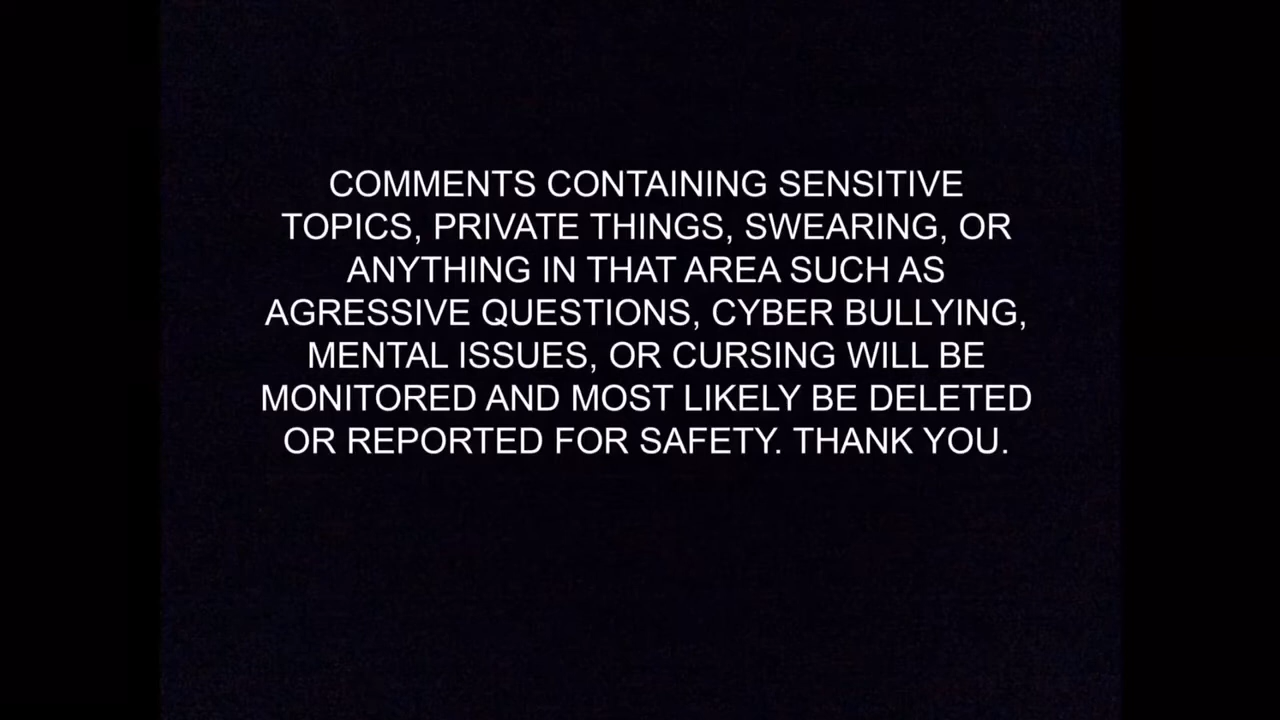 COMMENTS CONTAINING SENSITIVE
TOPICS, PRIVATE THINGS, SWEARING, OR
ANYTHING IN THAT AREA SUCH AS
AGRESSIVE QUESTIONS, CYBER BULLYING,
MENTAL ISSUES, OR CURSING WILL BE
MONITORED AND MOST LIKELY BE DELETED
OR REPORTED FOR SAFETY. THANK YOU.